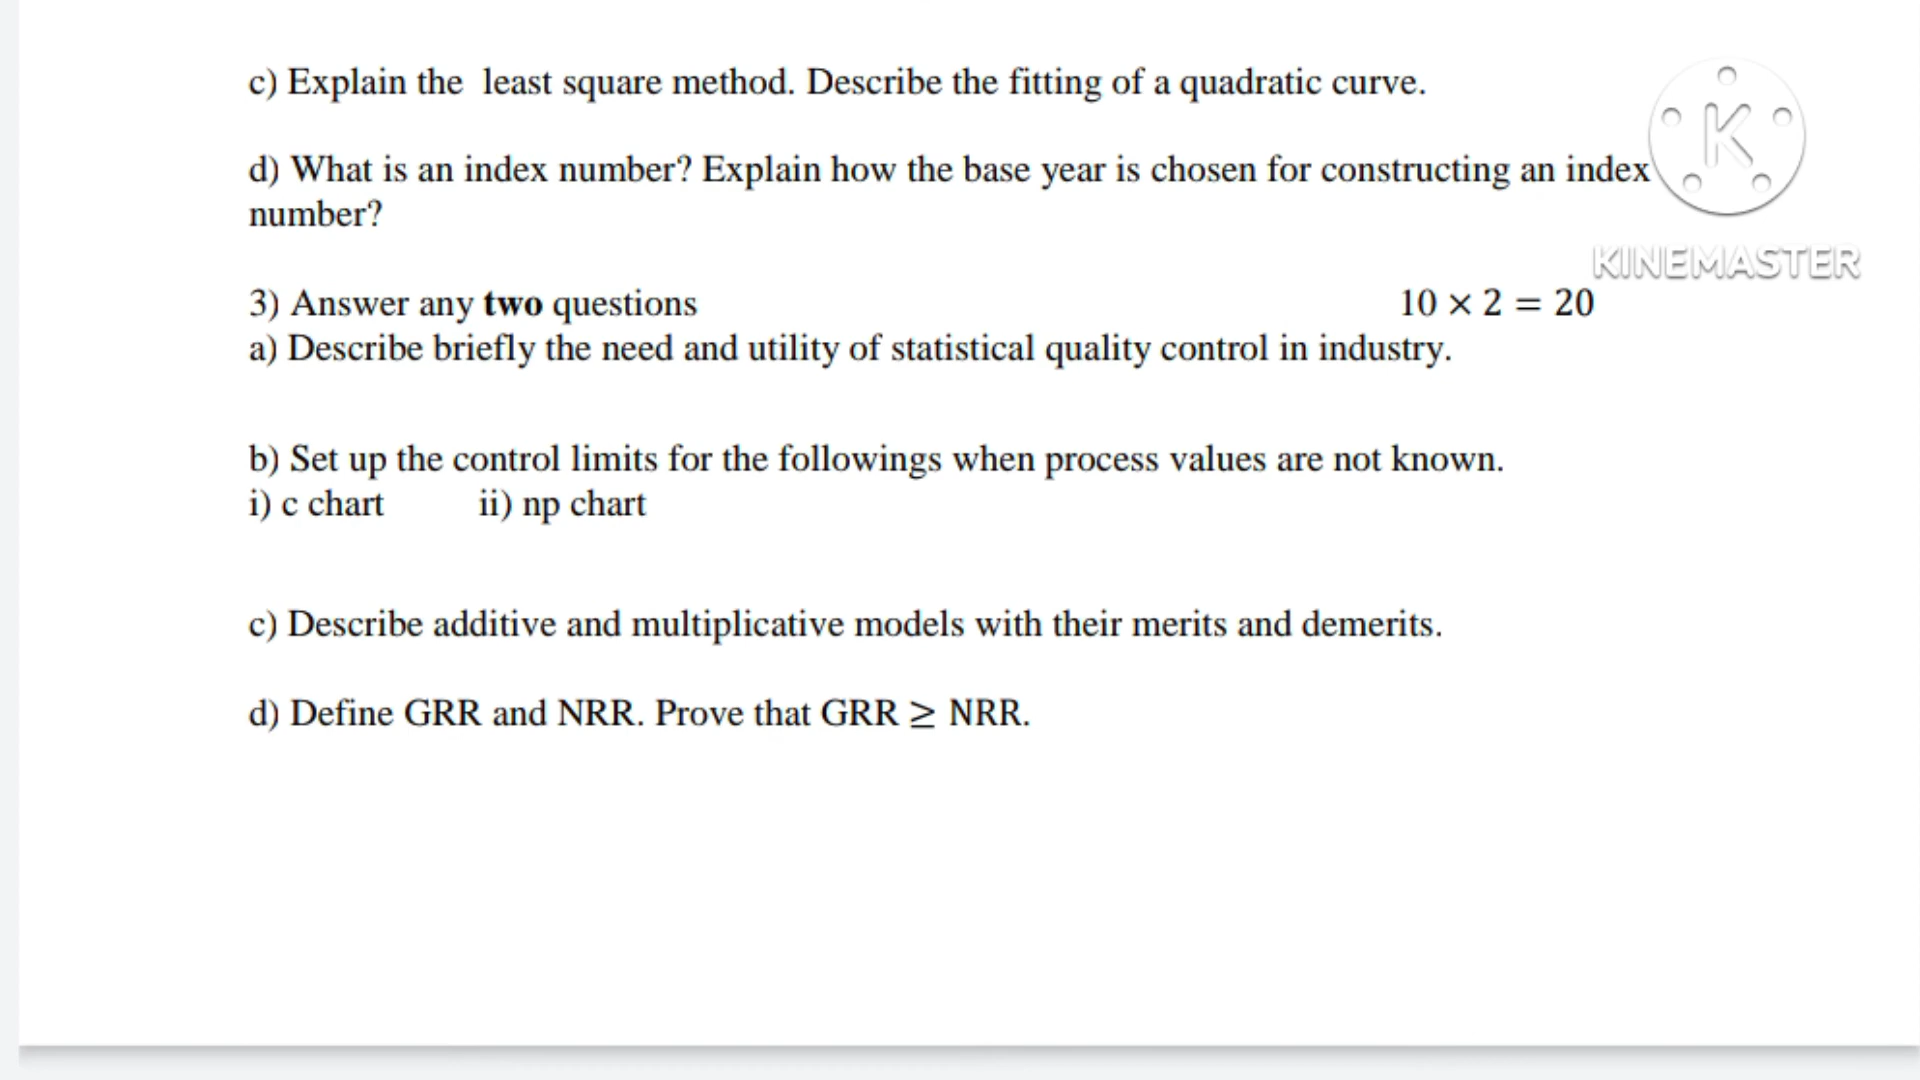 c) Explain the least square method. Describe the fitting of a quadratic curve.
d) What is an index number? Explain how the base year is chosen for constructing an index
number?
K
KINEMASTER
3) Answer any two questions 10 × 2 = 20
a) Describe briefly the need and utility of statistical quality control in industry.
b) Set up the control limits for the followings when process values are not known.
i) c chart ii) np chart
c) Describe additive and multiplicative models with their merits and demerits.
d) Define GRR and NRR. Prove that GRR ≥ NRR.